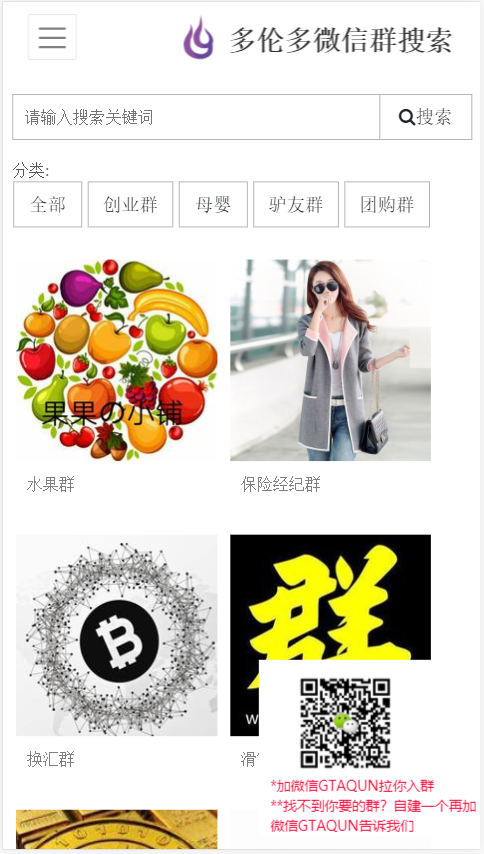 多伦多微信群搜索
请输入搜索关键词
搜索
分类:
全部 创业群 母婴 驴友群 团购群
果果の小铺
水果群 保险经纪群
群
W
换汇群 滑
*加微信GTAQUN拉你入群
**找不到你要的群？自建一个再加
微信GTAQUN告诉我们